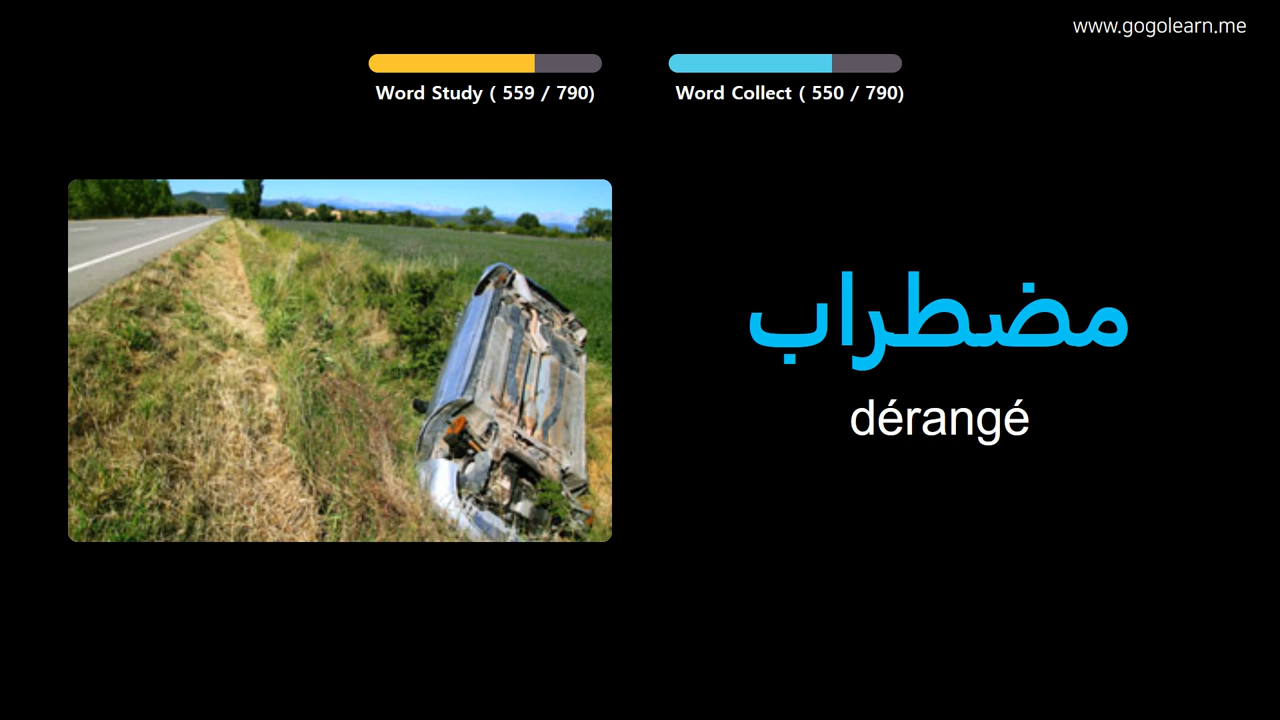 www.gogolearn.me
Word Study ( 559 / 790)
Word Collect ( 550 / 790)
مضطراب
dérangé